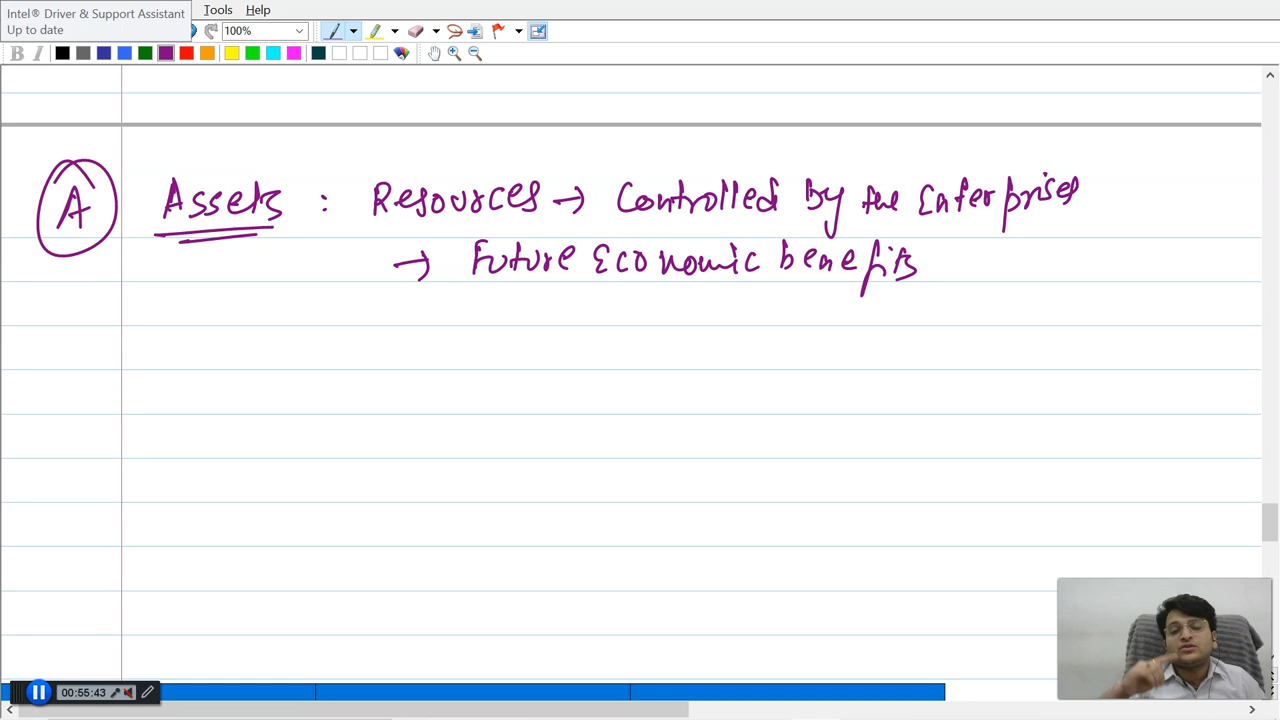 Intel® Driver & Support Assistant
Up to date
Tools Help
100%
B I
A Assets : Resources → Controlled by the Enterprises
→ Future Economic benefits
00:55:43